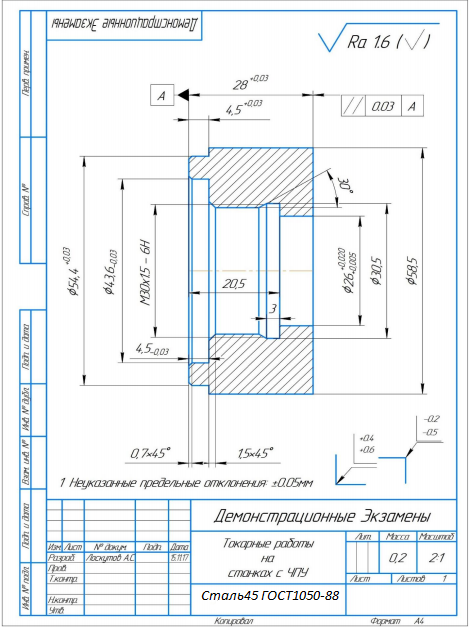 Демонстрационные Экзамены
Ra 1.6 (√)
Перв. примен.
28 +0,03
A
4,5 +0,03
// 0.03 A
Справ. №
30°
Ø54,4 +0.03
Ø43,6 -0.03
M30x1.5 - 6H
20,5
3
Ø26 +0.020 -0.005
Ø30,5
Ø58,5
4,5 -0,03
-0.2
-0.5
+0.4
+0.6
0,7×45°
1,5×45°
1 Неуказанные предельные отклонения: ±0.05мм
Подп. и дата
Инв. № дубл.
Взам. инв. №
Подп. и дата
Инв. № подл.
Демонстрационные Экзамены
Изм. Лист № докум. Подп. Дата
Разраб. Ласкутов А.С. 15.11.17
Пров.
Т.контр.
Н.контр.
Утв.
Токарные работы
на
станках с ЧПУ
Лит. Масса Масштаб
0,2 2:1
Лист Листов 1
Сталь45 ГОСТ1050-88
Копировал Формат A4